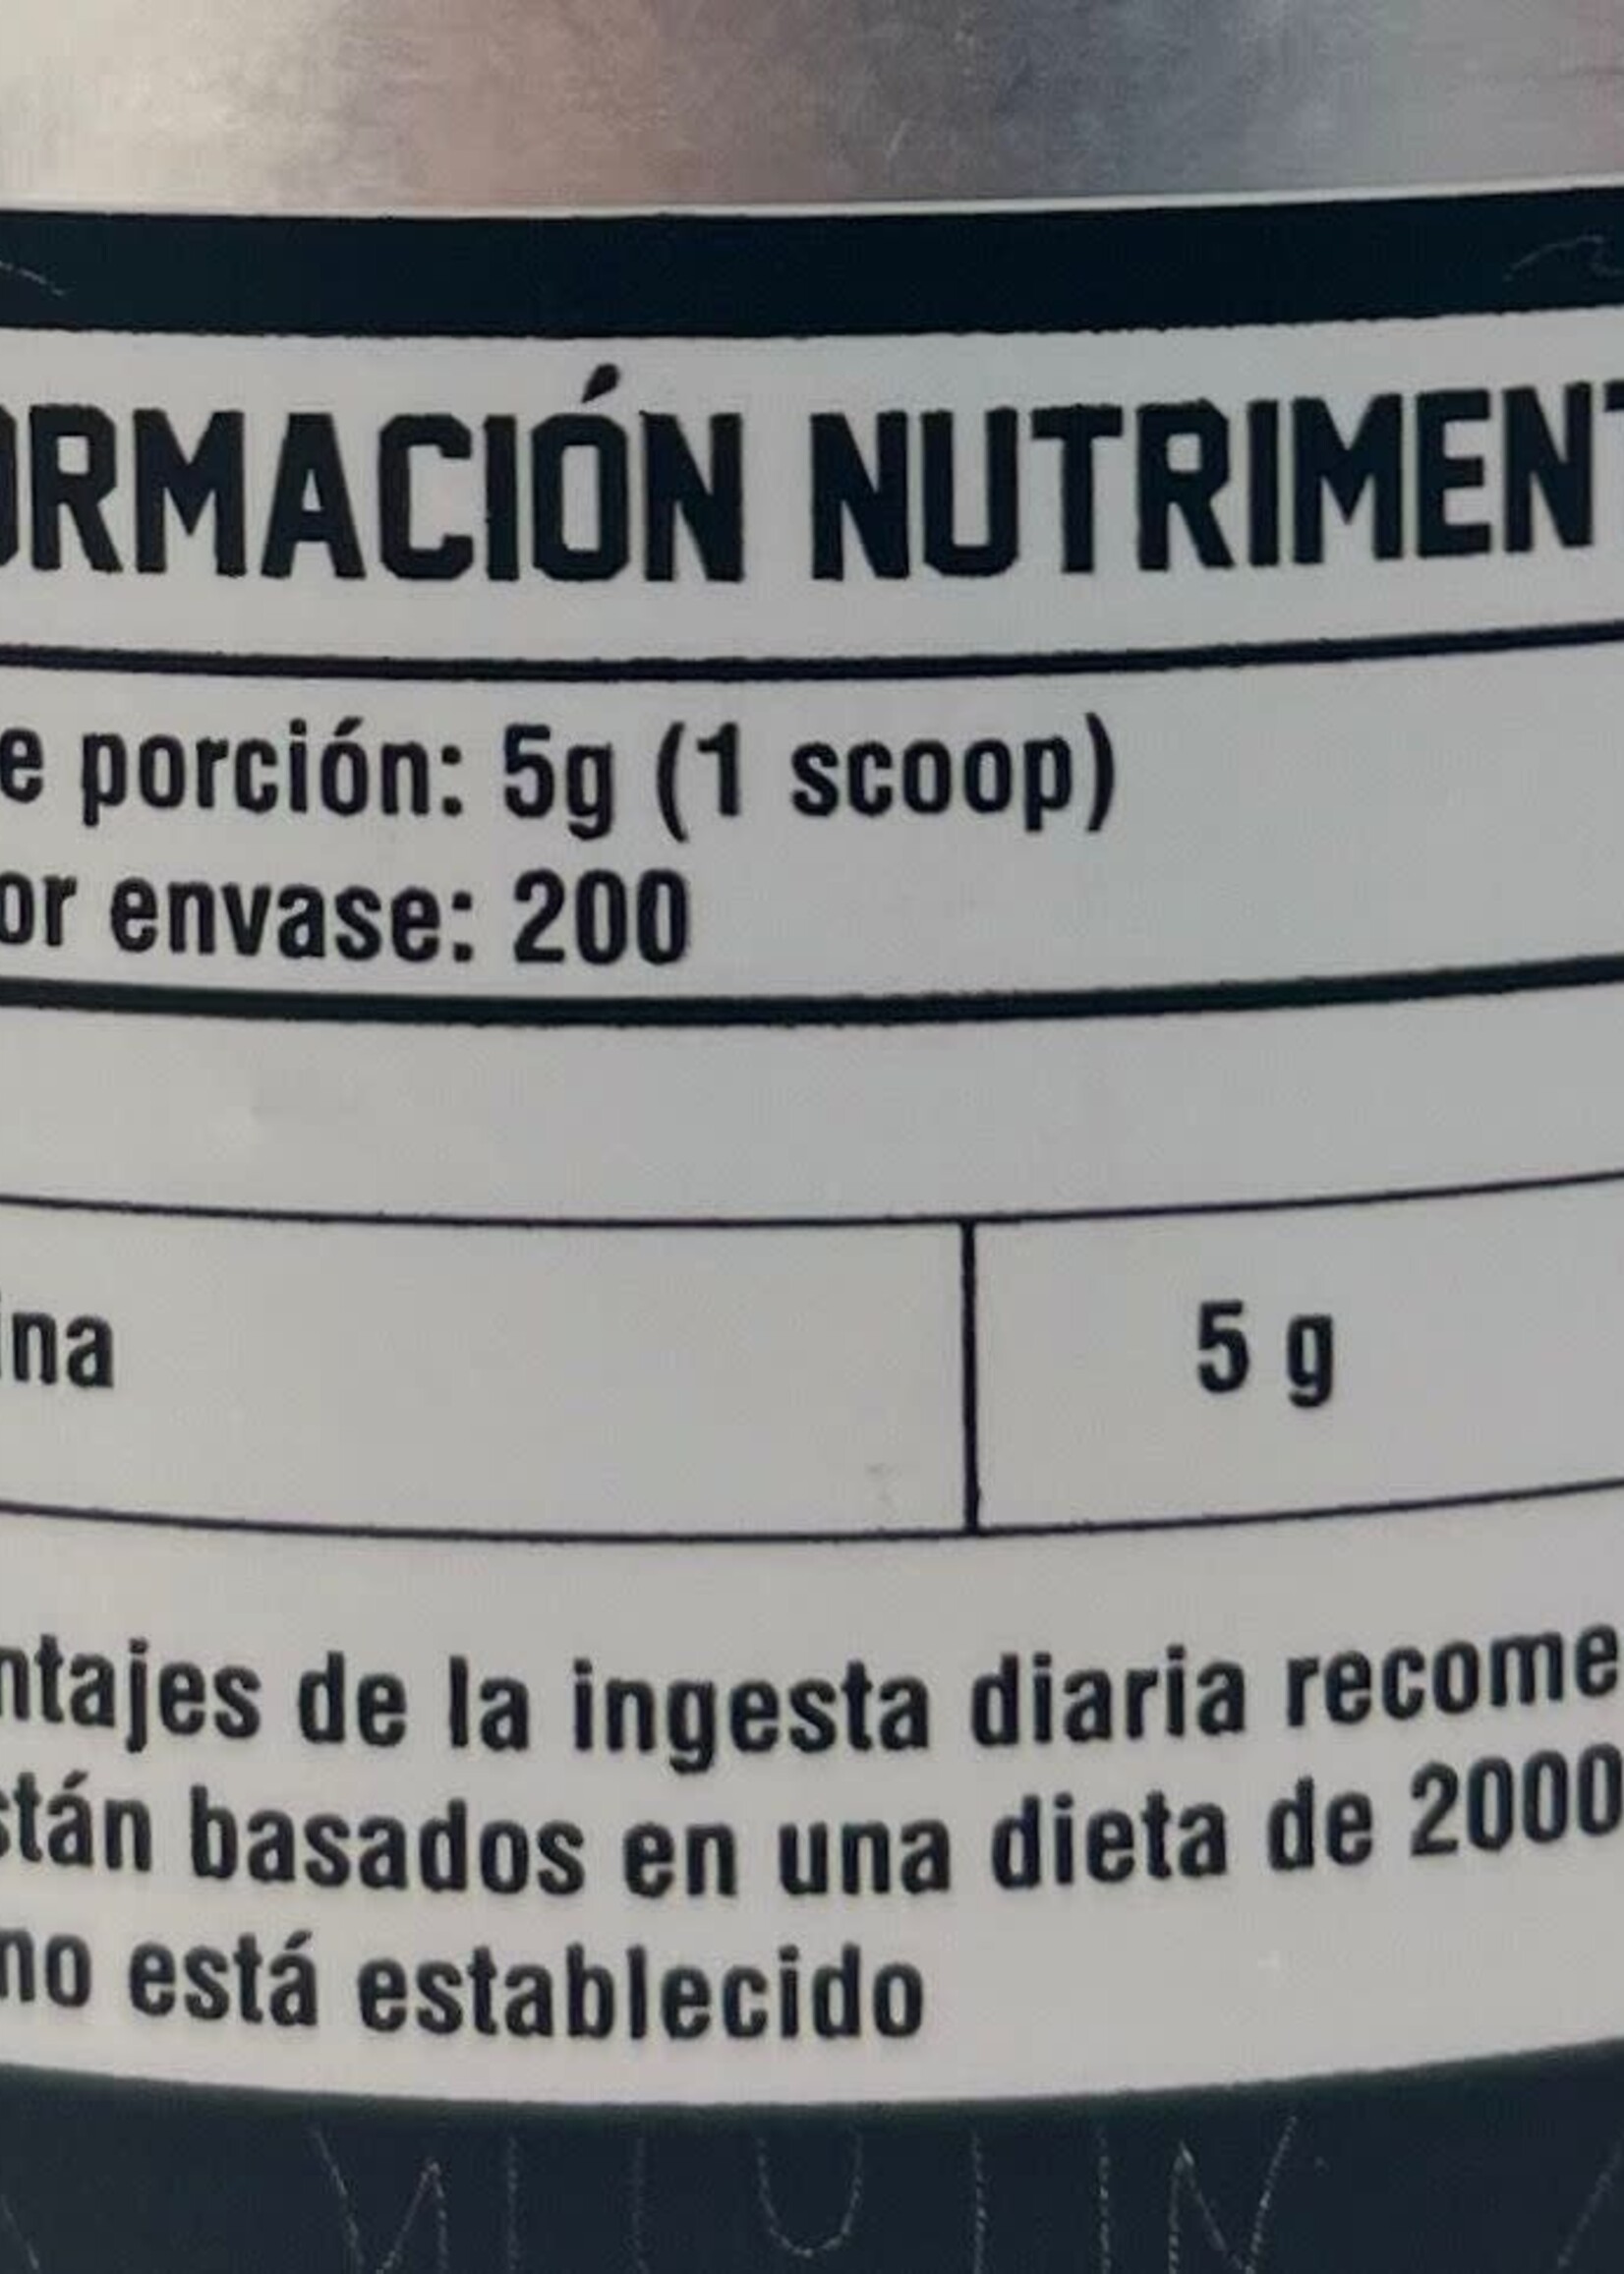 ORMACIÓN NUTRIMENT
e porción: 5g (1 scoop)
or envase: 200
ina 5 g
ntajes de la ingesta diaria recome
stán basados en una dieta de 2000
no está establecido